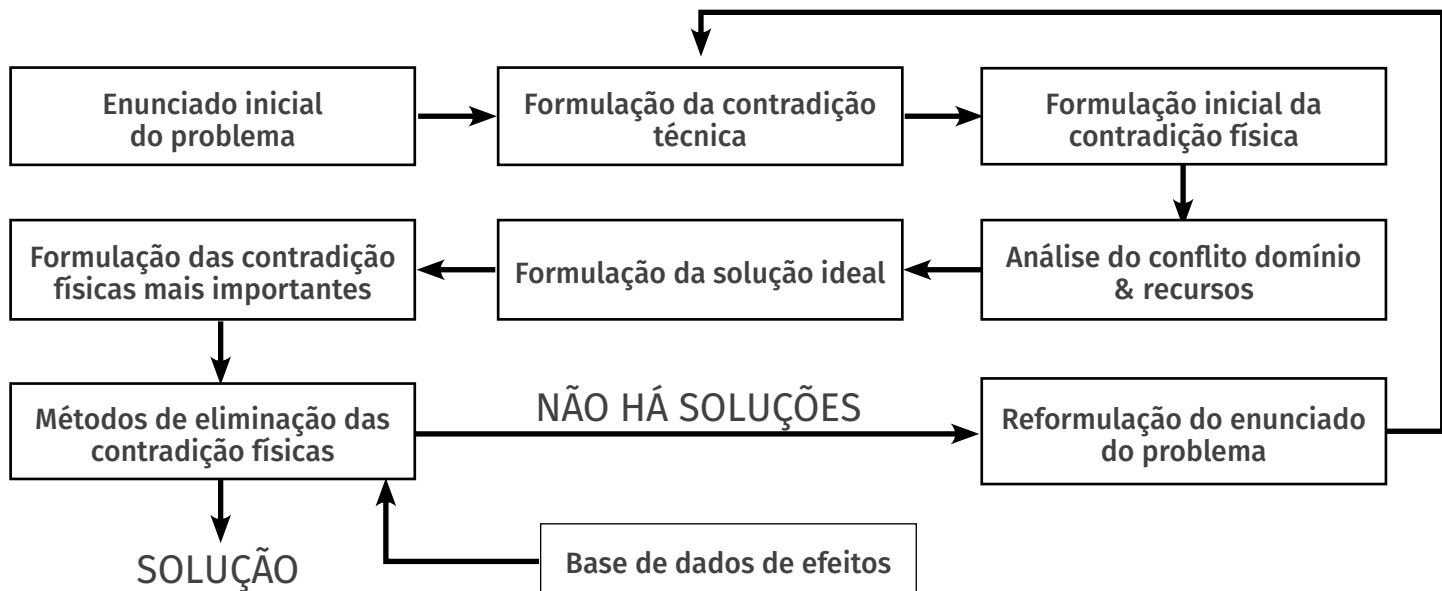 Enunciado inicial
do problema
Formulação da contradição
técnica
Formulação inicial da
contradição física
Formulação das contradição
físicas mais importantes
Formulação da solução ideal
Análise do conflito domínio
& recursos
Métodos de eliminação das
contradição físicas
NÃO HÁ SOLUÇÕES
Reformulação do enunciado
do problema
SOLUÇÃO
Base de dados de efeitos